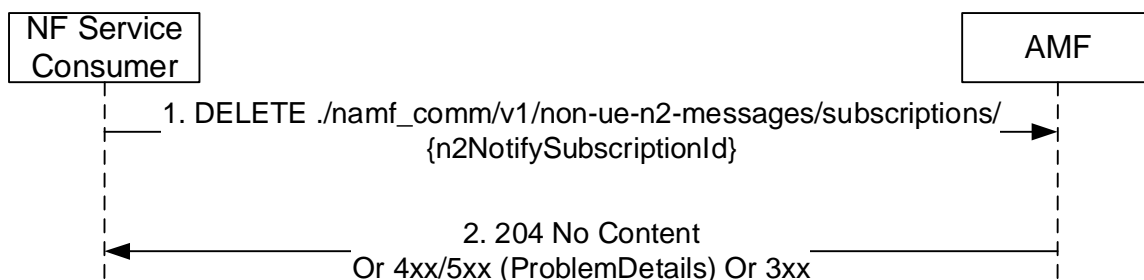 NF Service
Consumer
AMF
1. DELETE ./namf_comm/v1/non-ue-n2-messages/subscriptions/
{n2NotifySubscriptionId}
2. 204 No Content
Or 4xx/5xx (ProblemDetails) Or 3xx